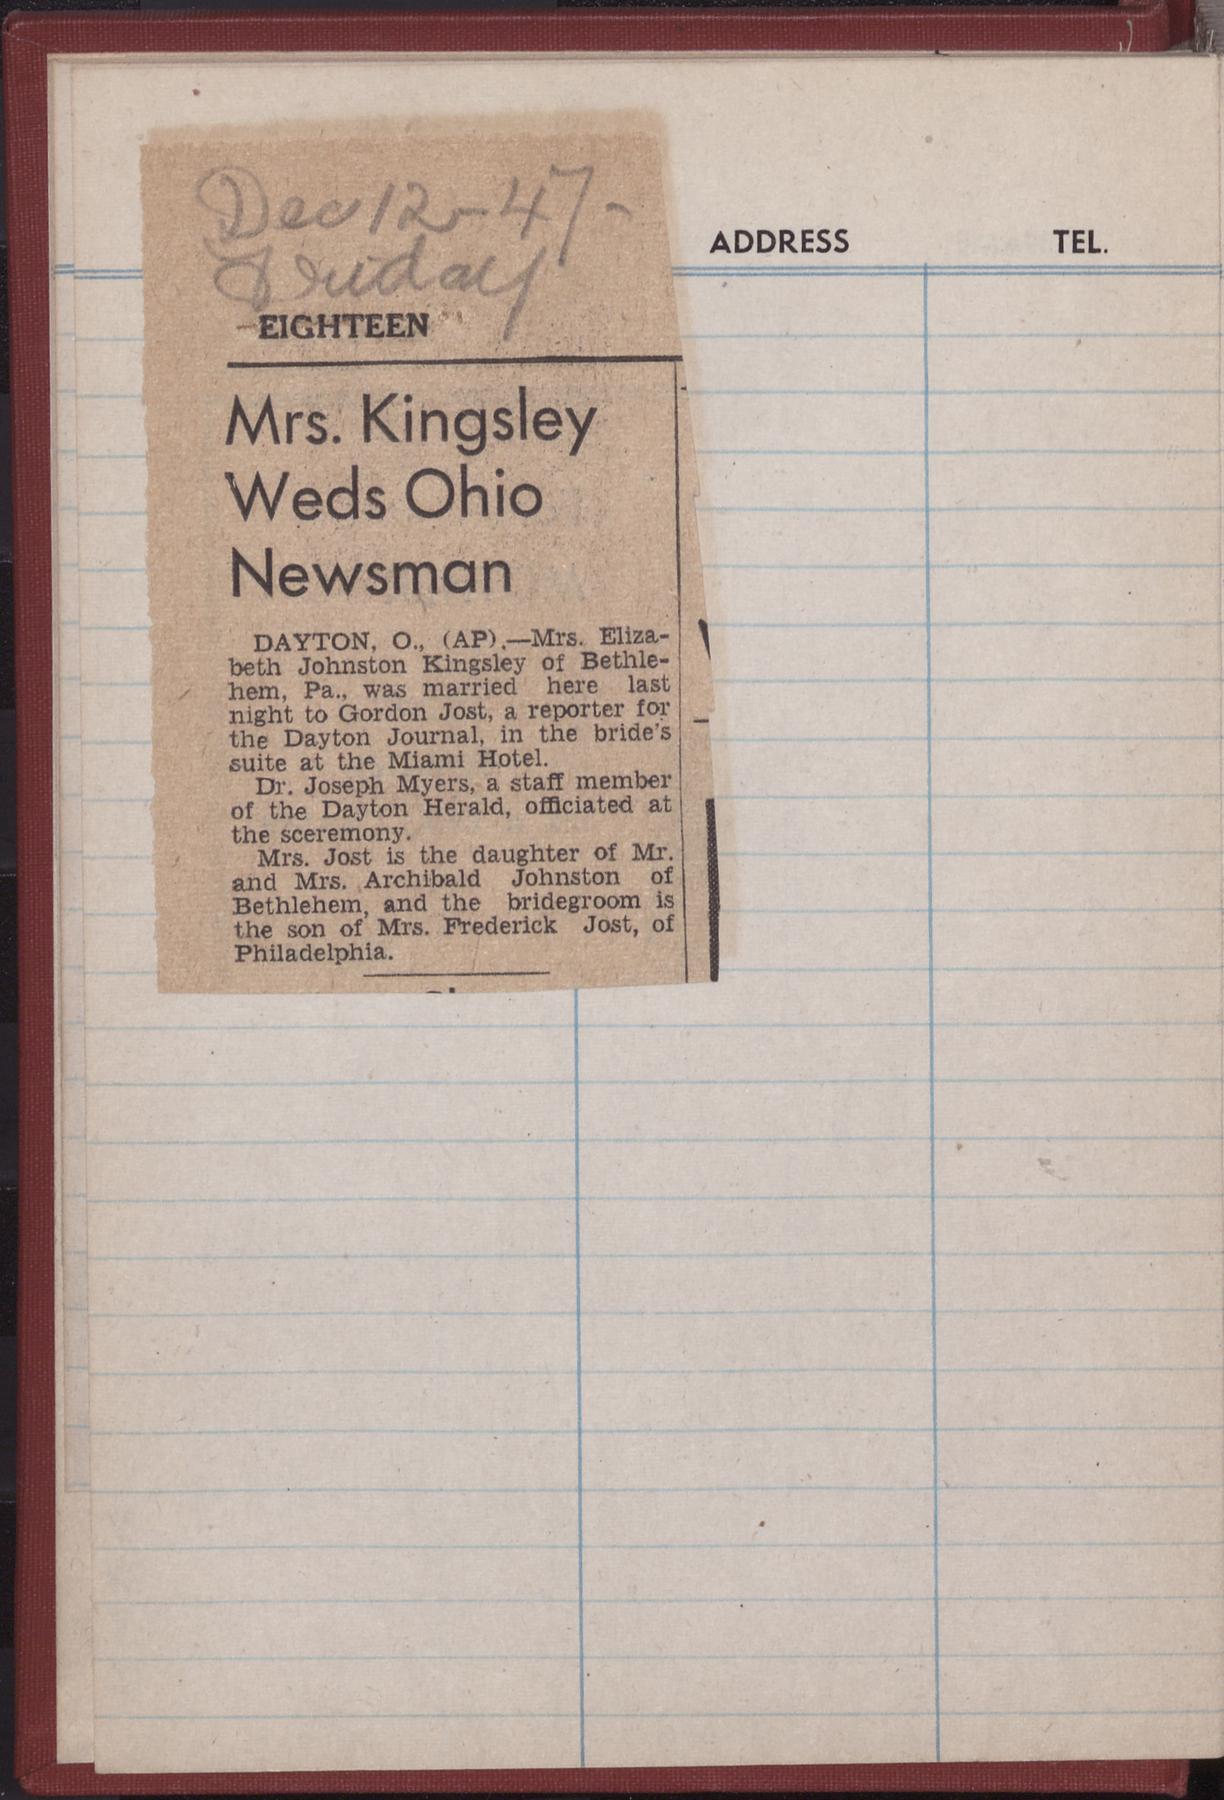 Dec 12-47-
Friday
ADDRESS TEL.
EIGHTEEN
Mrs. Kingsley
Weds Ohio
Newsman
DAYTON, O., (AP).—Mrs. Eliza-
beth Johnston Kingsley of Bethle-
hem, Pa., was married here last
night to Gordon Jost, a reporter for
the Dayton Journal, in the bride's
suite at the Miami Hotel.
Dr. Joseph Myers, a staff member
of the Dayton Herald, officiated at
the sceremony.
Mrs. Jost is the daughter of Mr.
and Mrs. Archibald Johnston of
Bethlehem, and the bridegroom is
the son of Mrs. Frederick Jost, of
Philadelphia.